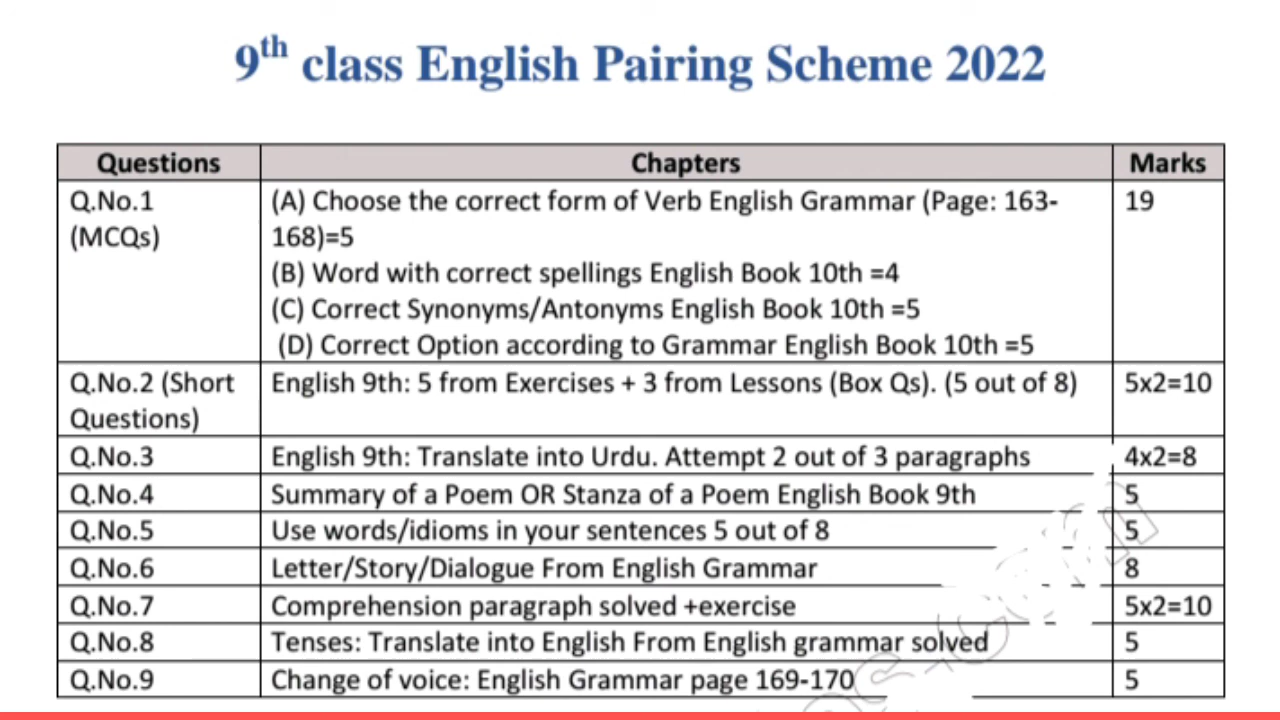 9th class English Pairing Scheme 2022
Questions Chapters Marks
Q.No.1 (A) Choose the correct form of Verb English Grammar (Page: 163- 19
(MCQs) 168)=5
(B) Word with correct spellings English Book 10th =4
(C) Correct Synonyms/Antonyms English Book 10th =5
(D) Correct Option according to Grammar English Book 10th =5
Q.No.2 (Short English 9th: 5 from Exercises + 3 from Lessons (Box Qs). (5 out of 8) 5x2=10
Questions)
Q.No.3 English 9th: Translate into Urdu. Attempt 2 out of 3 paragraphs 4x2=8
Q.No.4 Summary of a Poem OR Stanza of a Poem English Book 9th 5
Q.No.5 Use words/idioms in your sentences 5 out of 8 5
Q.No.6 Letter/Story/Dialogue From English Grammar 8
Q.No.7 Comprehension paragraph solved +exercise 5x2=10
Q.No.8 Tenses: Translate into English From English grammar solved 5
Q.No.9 Change of voice: English Grammar page 169-170 5